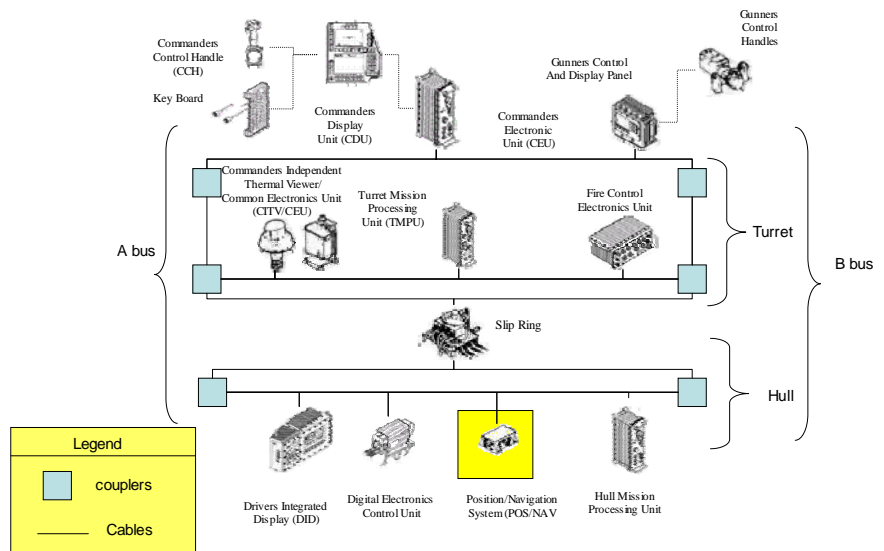 Commanders
Control Handle
(CCH)
Key Board
Commanders
Display
Unit (CDU)
Gunners Control
And Display Panel
Gunners
Control
Handles
Commanders
Electronic
Unit (CEU)
Commanders Independent
Thermal Viewer/
Common Electronics Unit
(CITV/CEU)
Turret Mission
Processing
Unit (TMPU)
Fire Control
Electronics Unit
Turret
A bus
B bus
Slip Ring
Hull
Legend
couplers
Cables
Drivers Integrated
Display (DID)
Digital Electronics
Control Unit
Position/Navigation
System (POS/NAV
Hull Mission
Processing Unit